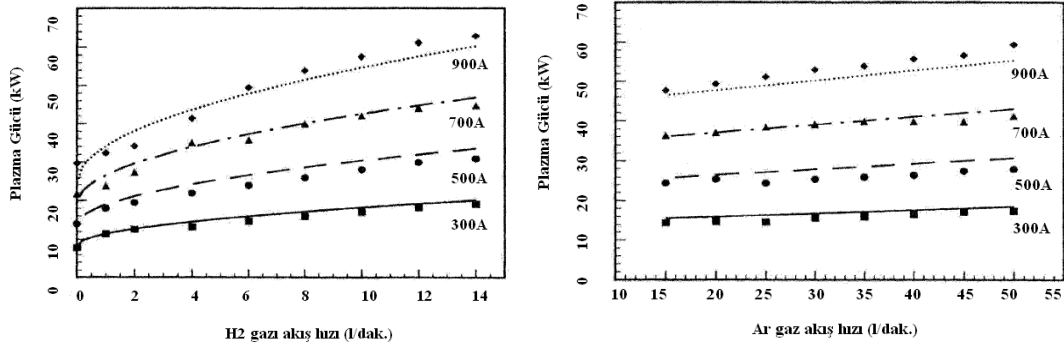 Plazma Gücü (kW)
70
60
50
40
30
20
10
0
900A
700A
500A
300A
0 2 4 6 8 10 12 14
H2 gazı akış hızı (l/dak.)
Plazma Gücü (kW)
70
60
50
40
30
20
10
0
900A
700A
500A
300A
10 15 20 25 30 35 40 45 50 55
Ar gaz akış hızı (l/dak.)